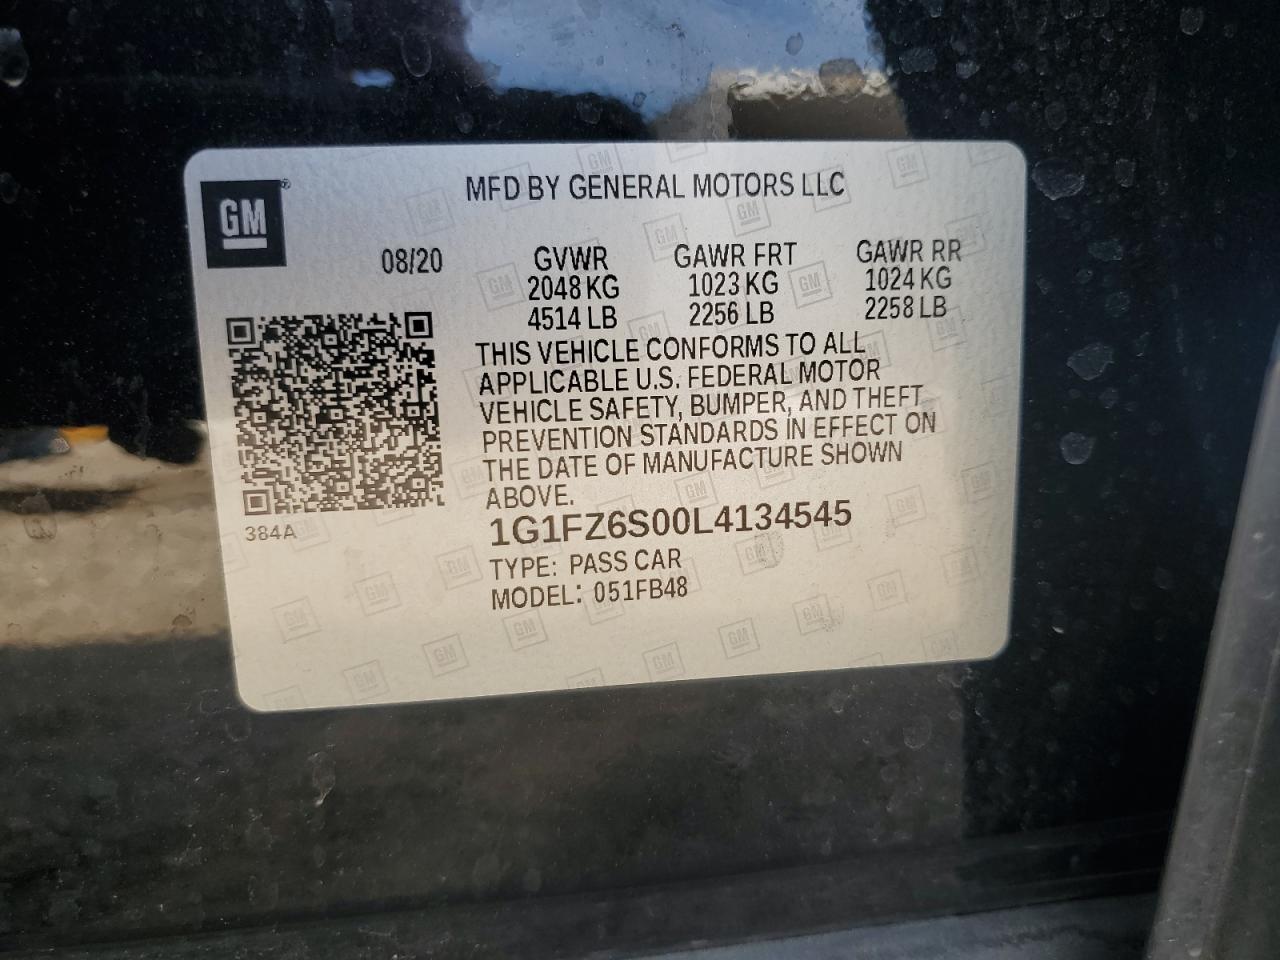 GM®
MFD BY GENERAL MOTORS LLC
08/20
GVWR GAWR FRT GAWR RR
2048 KG 1023 KG 1024 KG
4514 LB 2256 LB 2258 LB
THIS VEHICLE CONFORMS TO ALL
APPLICABLE U.S. FEDERAL MOTOR
VEHICLE SAFETY, BUMPER, AND THEFT
PREVENTION STANDARDS IN EFFECT ON
THE DATE OF MANUFACTURE SHOWN
ABOVE.
384A
1G1FZ6S00L4134545
TYPE: PASS CAR
MODEL: 051FB48